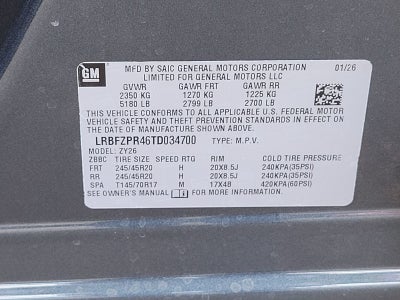 GM
MFD BY SAIC GENERAL MOTORS CORPORATION
LIMITED FOR GENERAL MOTORS LLC
01/26
GVWR GAWR FRT GAWR RR
2350 KG 1270 KG 1225 KG
5180 LB 2799 LB 2700 LB
THIS VEHICLE CONFORMS TO ALL APPLICABLE U.S. FEDERAL MOTOR
VEHICLE SAFETY AND THEFT PREVENTION STANDARDS IN EFFECT ON THE
DATE OF MANUFACTURE SHOWN ABOVE.
LRBFZPR46TD034700 TYPE: M.P.V.
MODEL: ZY26
ZBBC TIRE SIZE SPEED RTG RIM COLD TIRE PRESSURE
FRT 245/45R20 H 20X8.5J 240KPA(35PSI)
RR 245/45R20 H 20X8.5J 240KPA(35PSI)
SPA T145/70R17 M 17X4B 420KPA(60PSI)
SEE OWNER'S MANUAL FOR MORE INFORMATION.